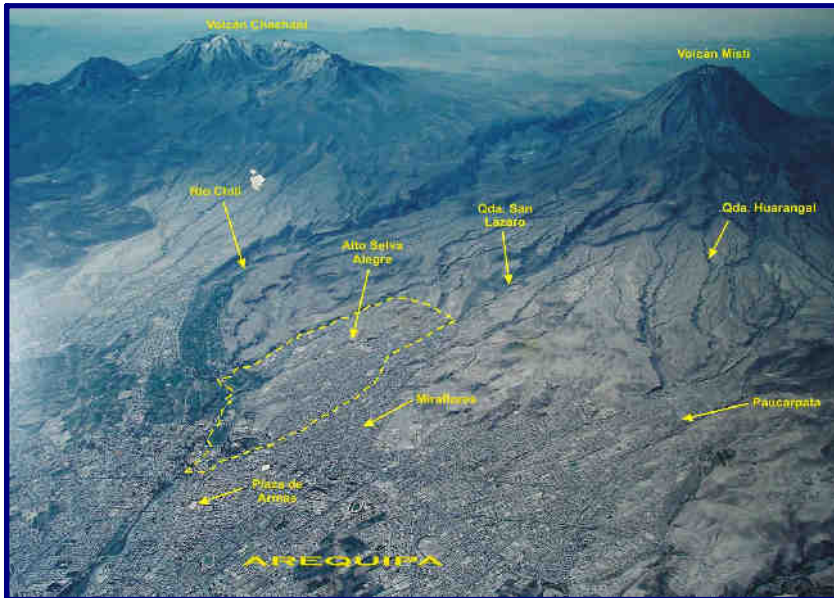 Volcán Chachani
Volcán Misti
Río Chili
Qda. San
Lázaro
Qda. Huarangal
Alto Selva
Alegre
Miraflores
Paucarpata
Plaza de
Armas
AREQUIPA